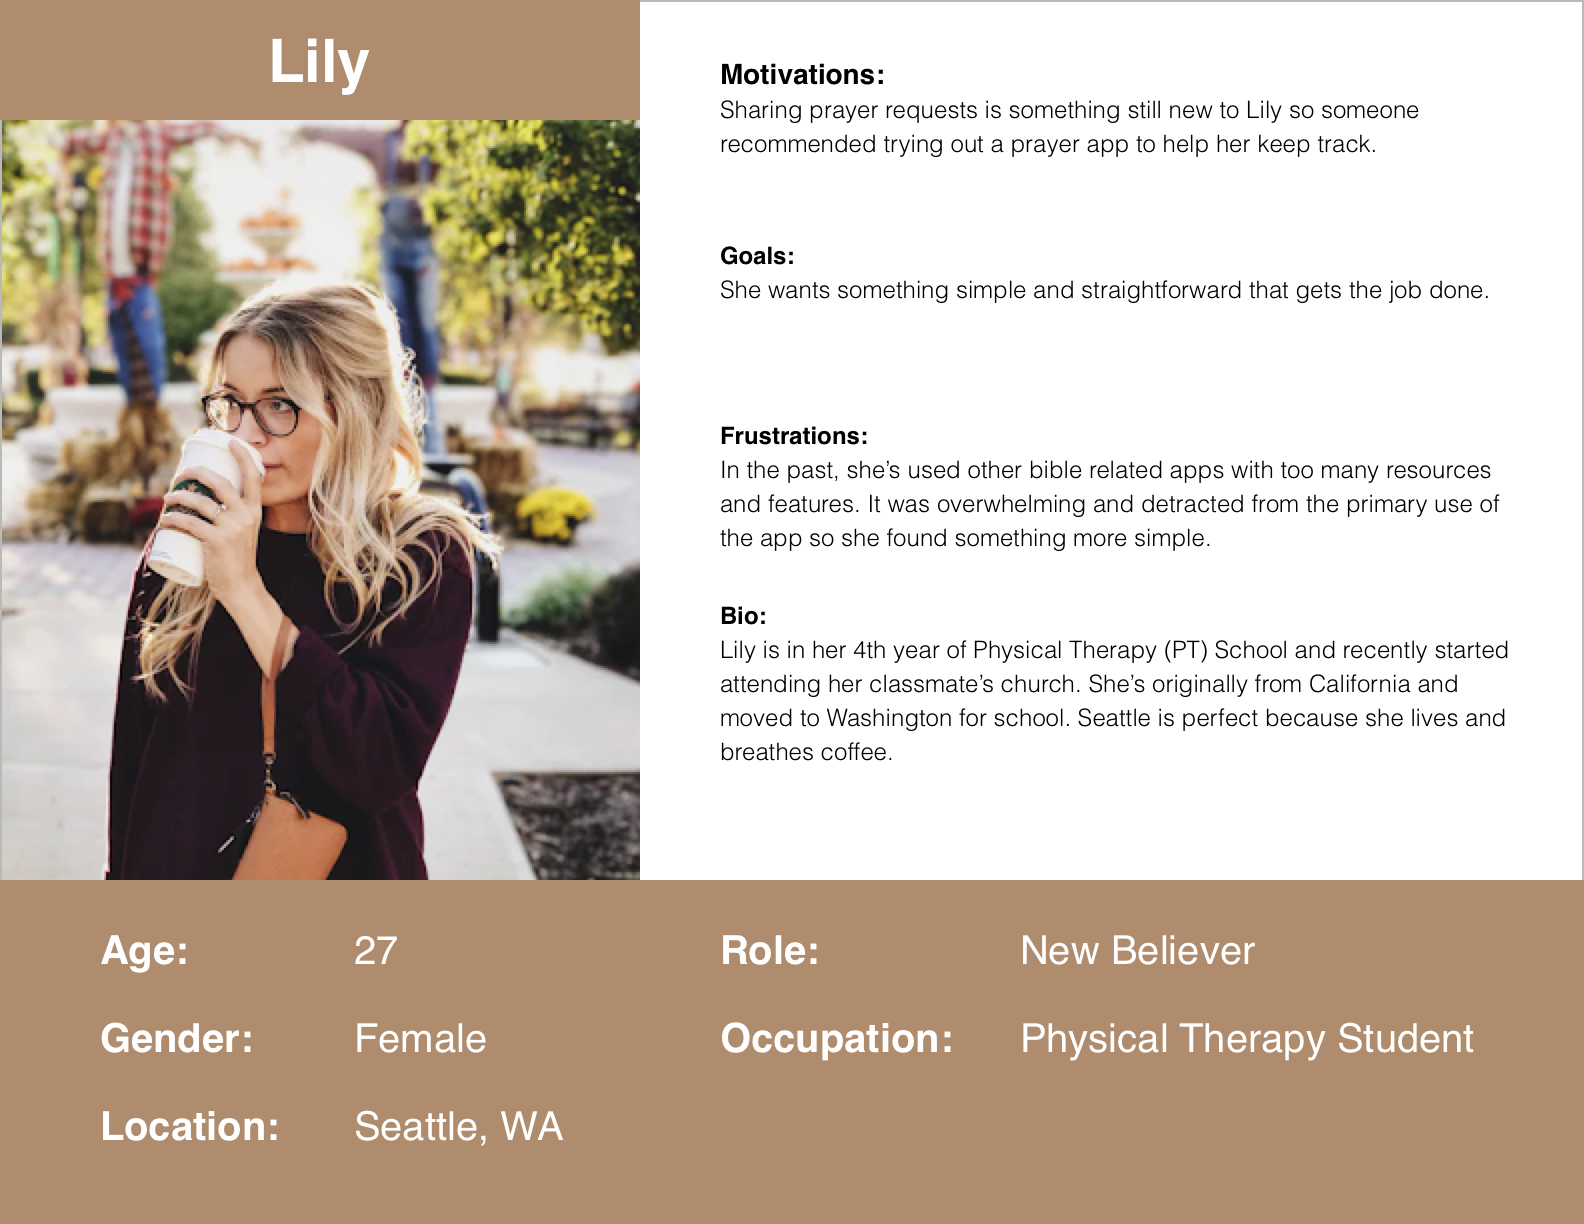 Lily
Motivations:
Sharing prayer requests is something still new to Lily so someone
recommended trying out a prayer app to help her keep track.
Goals:
She wants something simple and straightforward that gets the job done.
Frustrations:
In the past, she’s used other bible related apps with too many resources
and features. It was overwhelming and detracted from the primary use of
the app so she found something more simple.
Bio:
Lily is in her 4th year of Physical Therapy (PT) School and recently started
attending her classmate’s church. She’s originally from California and
moved to Washington for school. Seattle is perfect because she lives and
breathes coffee.
Age: 27
Gender: Female
Location: Seattle, WA
Role: New Believer
Occupation: Physical Therapy Student